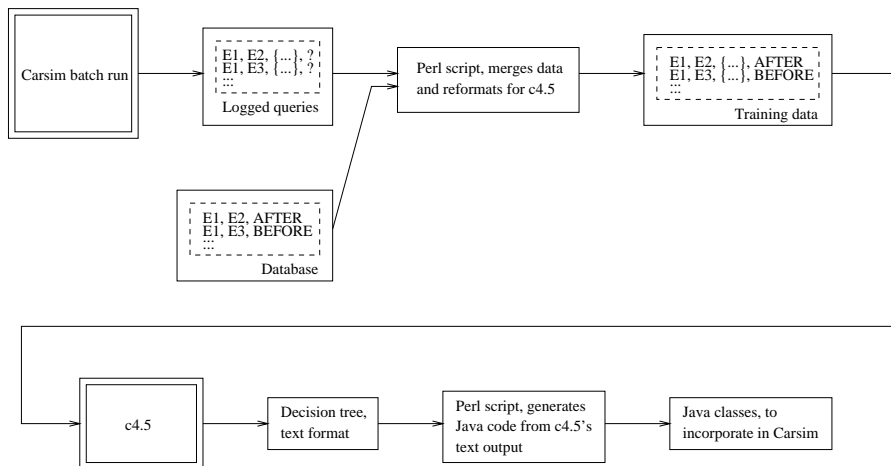 Carsim batch run
E1, E2, {...}, ?
E1, E3, {...}, ?
:::
Logged queries
Perl script, merges data
and reformats for c4.5
E1, E2, {...}, AFTER
E1, E3, {...}, BEFORE
:::
Training data
E1, E2, AFTER
E1, E3, BEFORE
:::
Database
c4.5
Decision tree,
text format
Perl script, generates
Java code from c4.5's
text output
Java classes, to
incorporate in Carsim